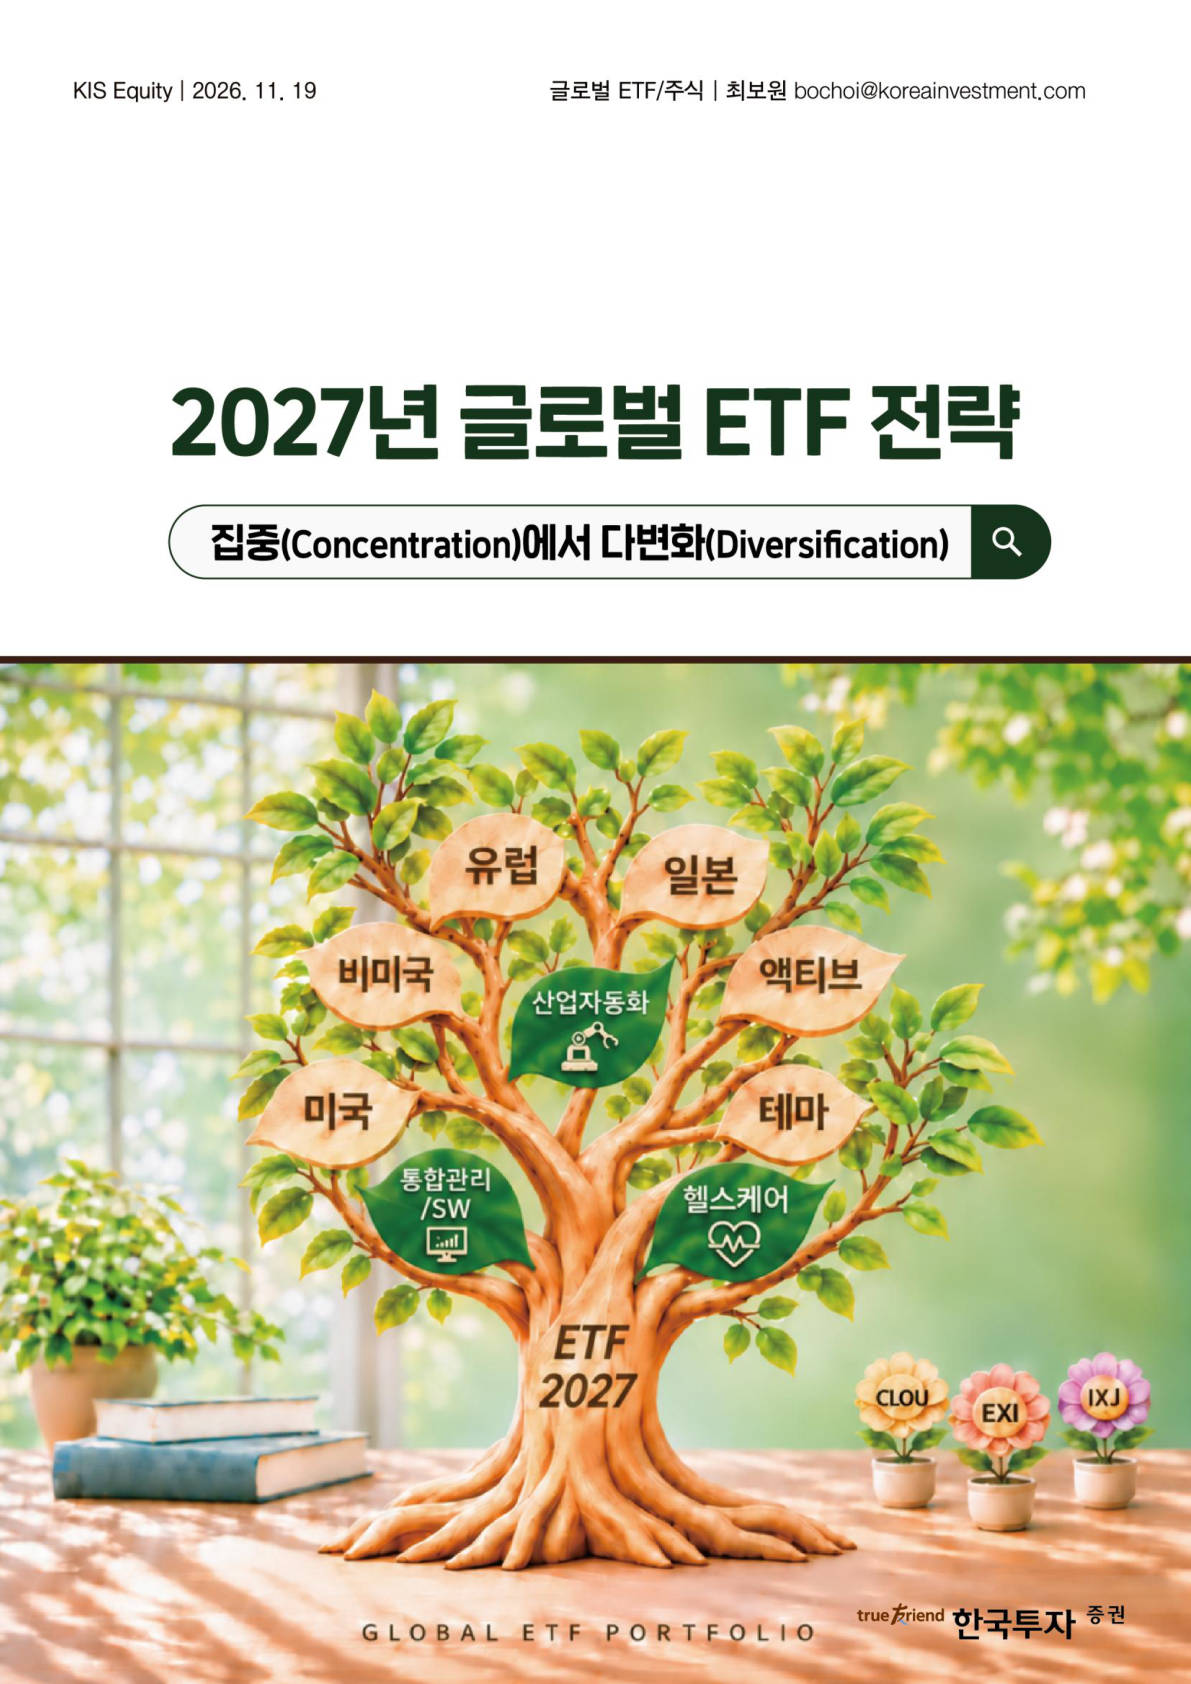 KIS Equity | 2026. 11. 19
글로벌 ETF/주식 | 최보원 bochoi@koreainvestment.com
2027년 글로벌 ETF 전략
집중(Concentration)에서 다변화(Diversification)
유럽
일본
비미국
산업자동화
액티브
미국
테마
통합관리
/SW
헬스케어
ETF
2027
CLOU
EXI
IXJ
GLOBAL ETF PORTFOLIO
true friend 한국투자 증권